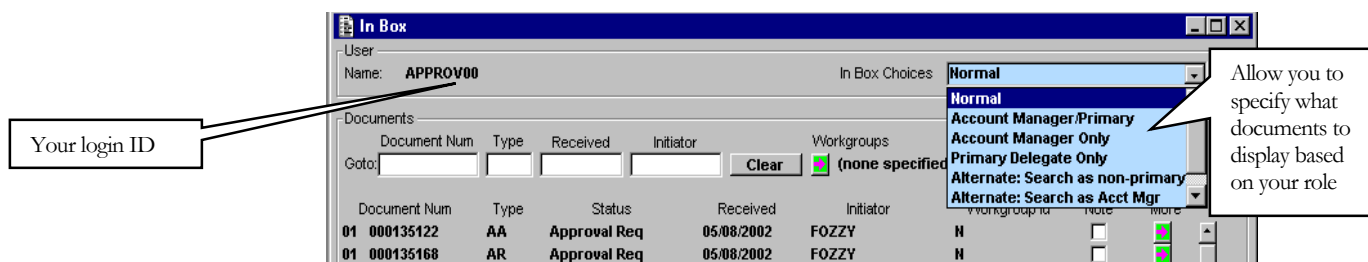 In Box
User
Name: APPROV00 In Box Choices Normal
Normal
Account Manager/Primary
Account Manager Only
Primary Delegate Only
Alternate: Search as non-primary
Alternate: Search as Acct Mgr
Allow you to
specify what
documents to
display based
on your role
Your login ID
Documents
Document Num Type Received Initiator Workgroups
Goto: Clear (none specified
Document Num Type Status Received Initiator Workgroup Id Note More
01 000135122 AA Approval Req 05/08/2002 FOZZY N
01 000135168 AR Approval Req 05/08/2002 FOZZY N